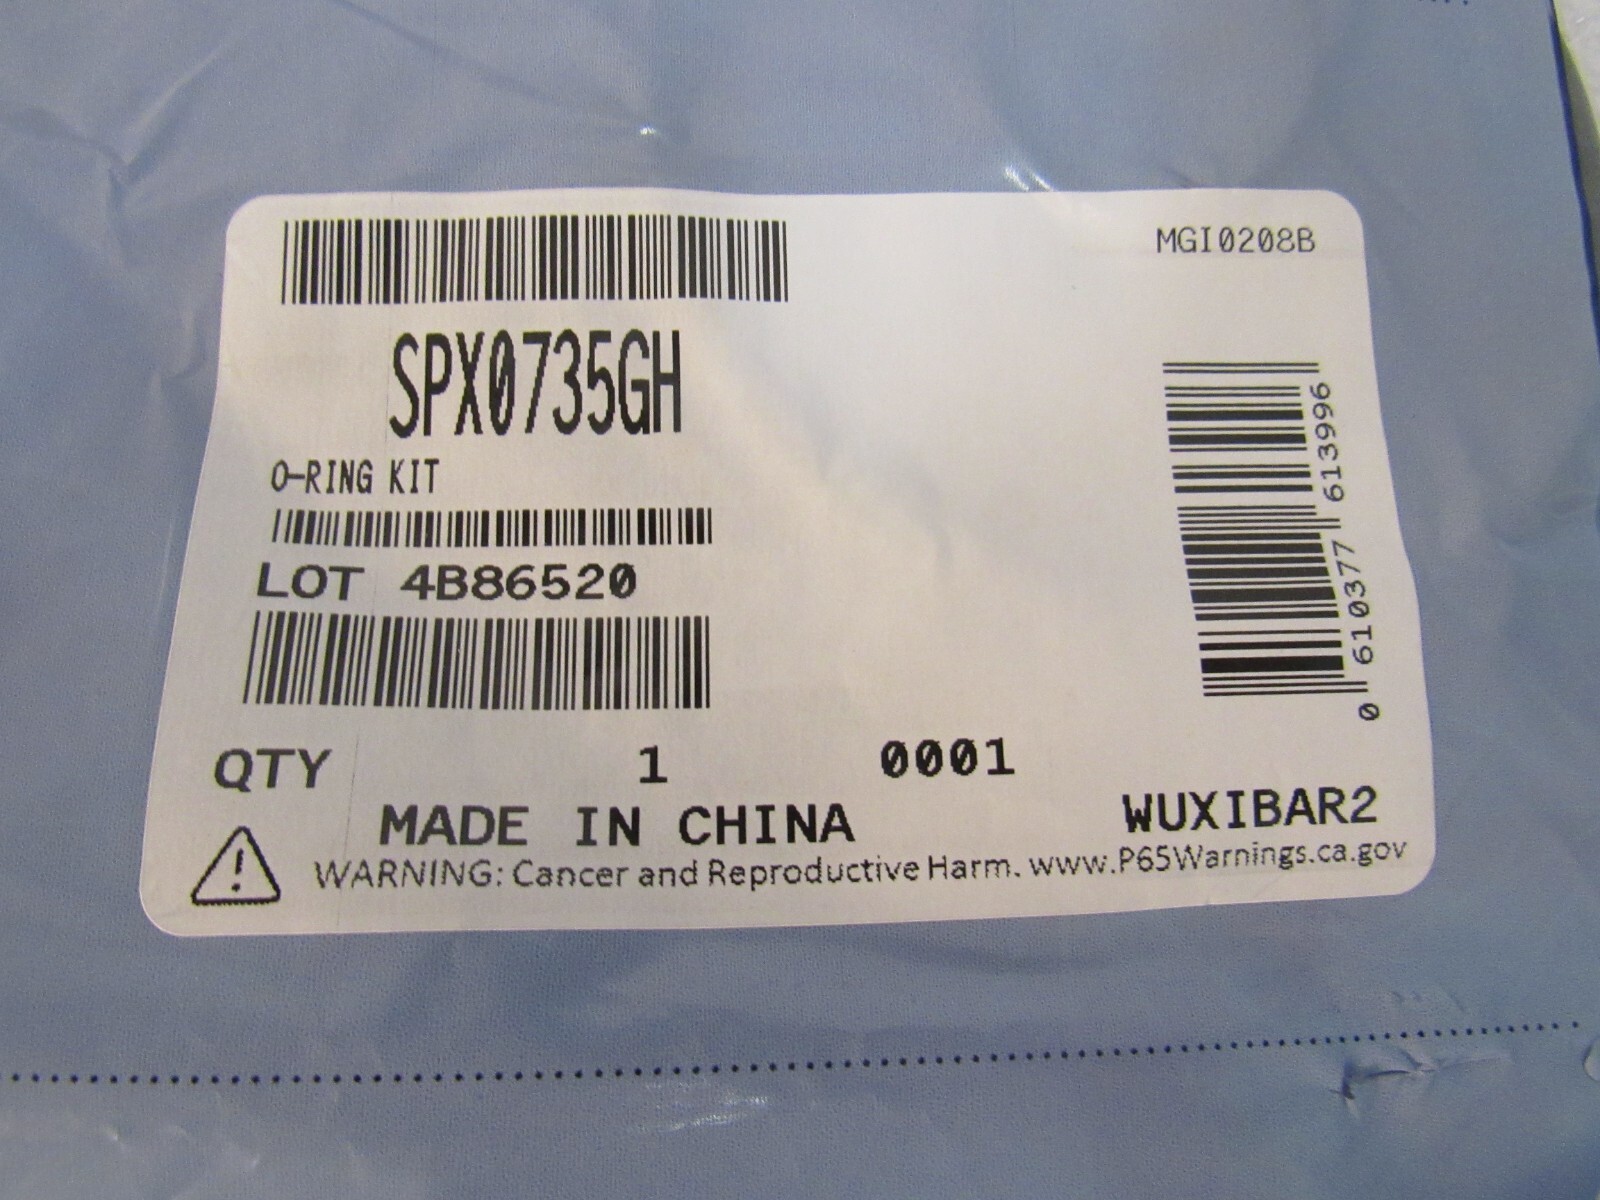 MGI0208B
SPX0735GH
O-RING KIT
LOT 4B86520
0 610377 613996
QTY 1 0001
MADE IN CHINA WUXIBAR2
WARNING: Cancer and Reproductive Harm. www.P65Warnings.ca.gov